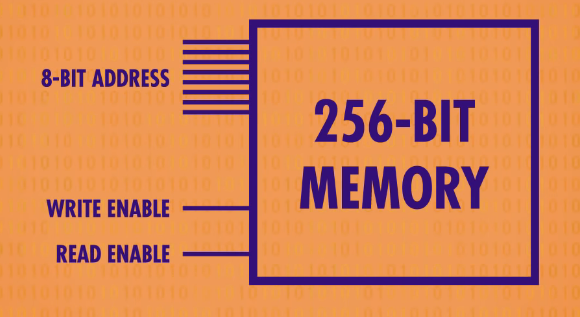 8-BIT ADDRESS
256-BIT
MEMORY
WRITE ENABLE
READ ENABLE